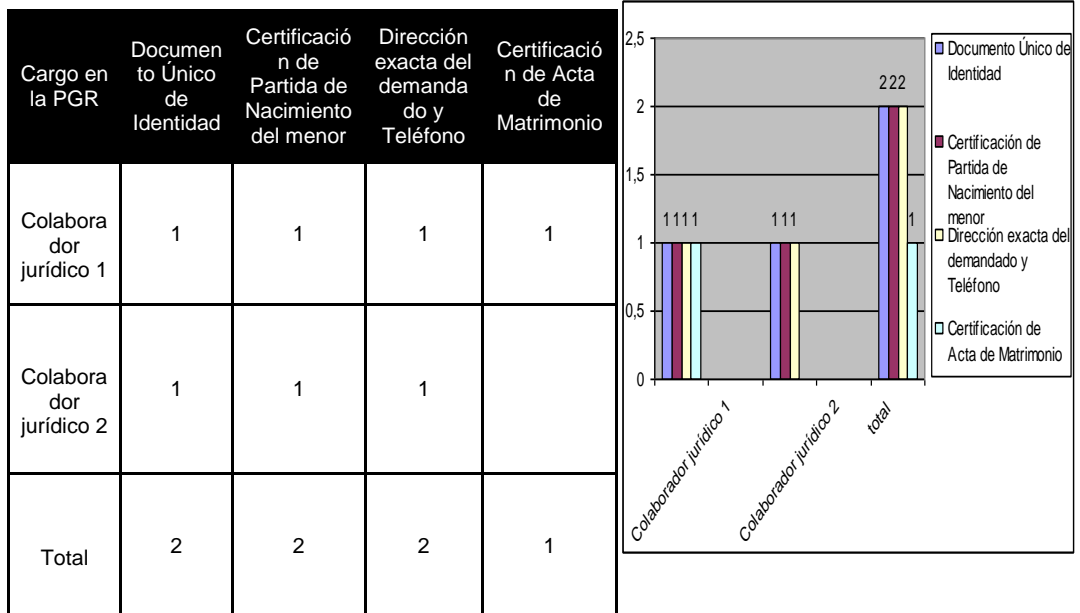 Cargo en
la PGR
Documen
to Único
de
Identidad
Certificació
n de
Partida de
Nacimiento
del menor
Dirección
exacta del
demanda
do y
Teléfono
Certificació
n de Acta
de
Matrimonio
Colabora
dor
jurídico 1
1
1
1
1
Colabora
dor
jurídico 2
1
1
1
Total
2
2
2
1
2,5
2
1,5
1
0,5
0
1 1 1 1
1 1 1
2 2 2
1
Colaborador jurídico 1
Colaborador jurídico 2
total
Documento Único de
Identidad
Certificación de
Partida de
Nacimiento del
menor
Dirección exacta del
demandado y
Teléfono
Certificación de
Acta de Matrimonio